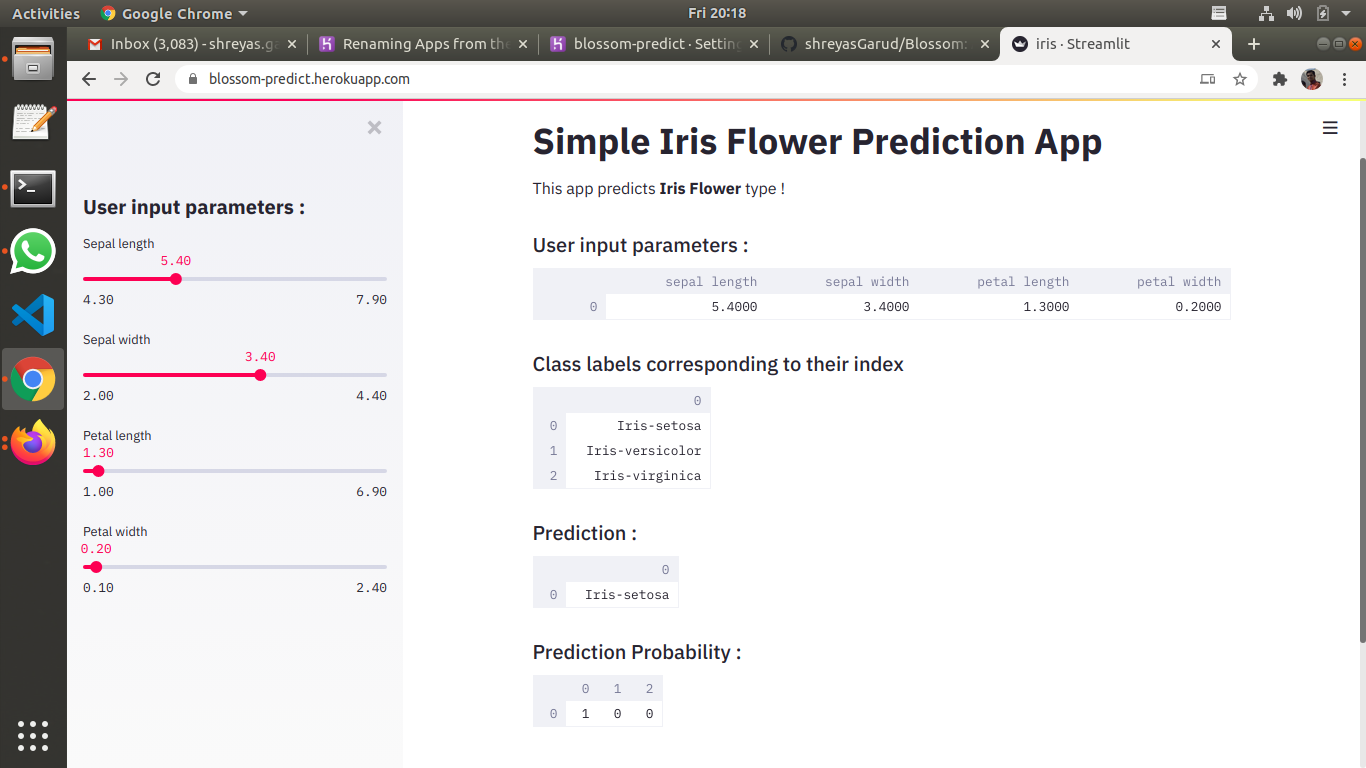 Activities Google Chrome Fri 20:18
Inbox (3,083) - shreyas.ga Renaming Apps from the blossom-predict · Setting shreyasGarud/Blossom: iris · Streamlit
blossom-predict.herokuapp.com
User input parameters :
Sepal length
5.40
4.30 7.90
Sepal width
3.40
2.00 4.40
Petal length
1.30
1.00 6.90
Petal width
0.20
0.10 2.40
Simple Iris Flower Prediction App
This app predicts Iris Flower type !
User input parameters :
sepal length sepal width petal length petal width
0 5.4000 3.4000 1.3000 0.2000
Class labels corresponding to their index
0
0 Iris-setosa
1 Iris-versicolor
2 Iris-virginica
Prediction :
0
0 Iris-setosa
Prediction Probability :
0 1 2
0 1 0 0